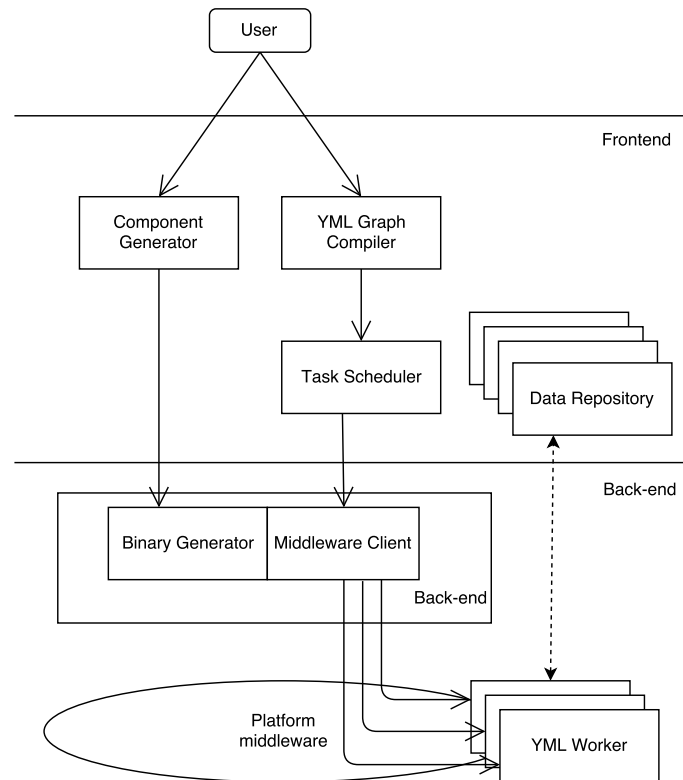 User
Frontend
Component
Generator
YML Graph
Compiler
Task Scheduler
Data Repository
Back-end
Binary Generator
Middleware Client
Back-end
Platform
middleware
YML Worker